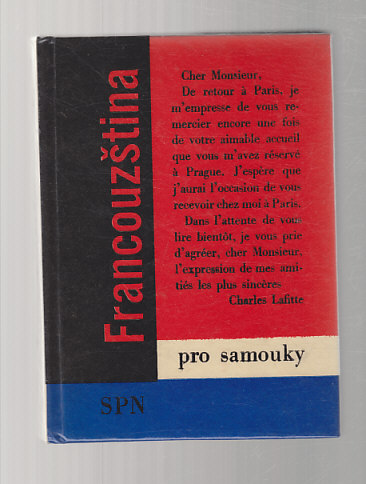 Francouzština
Cher Monsieur,
De retour à Paris, je
m'empresse de vous re-
mercier encore une fois
de votre aimable accueil
que vous m'avez réservé
à Prague. J'espère que
j'aurai l'occasion de vous
recevoir chez moi à Paris.
Dans l'attente de vous
lire bientôt, je vous prie
d'agréer, cher Monsieur,
l'expression de mes ami-
tiés les plus sincères
Charles Lafitte
pro samouky
SPN